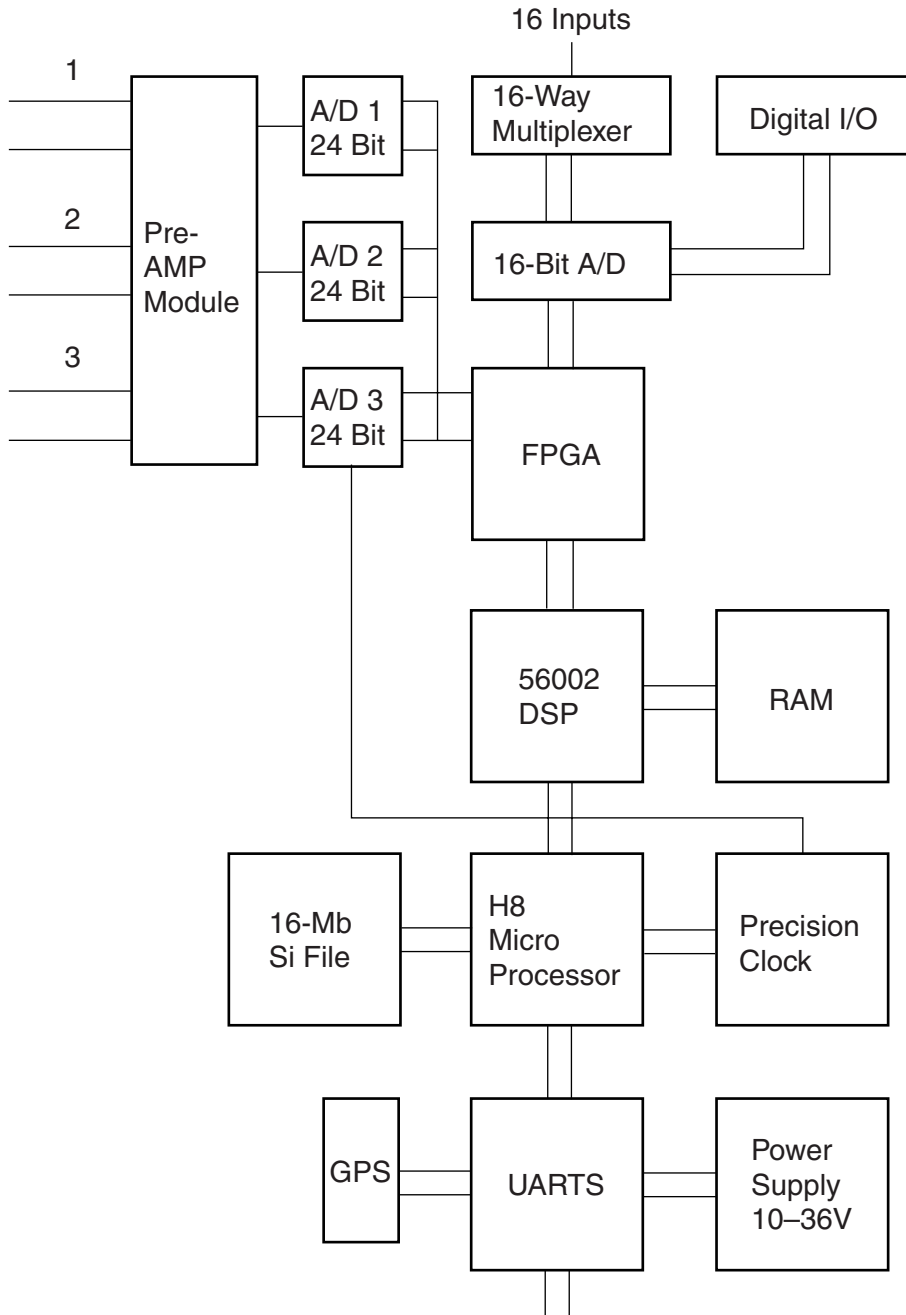 16 Inputs
1
A/D 1
24 Bit
16-Way
Multiplexer
Digital I/O
2
Pre-
AMP
Module
A/D 2
24 Bit
16-Bit A/D
3
A/D 3
24 Bit
FPGA
56002
DSP
RAM
16-Mb
Si File
H8
Micro
Processor
Precision
Clock
GPS
UARTS
Power
Supply
10–36V